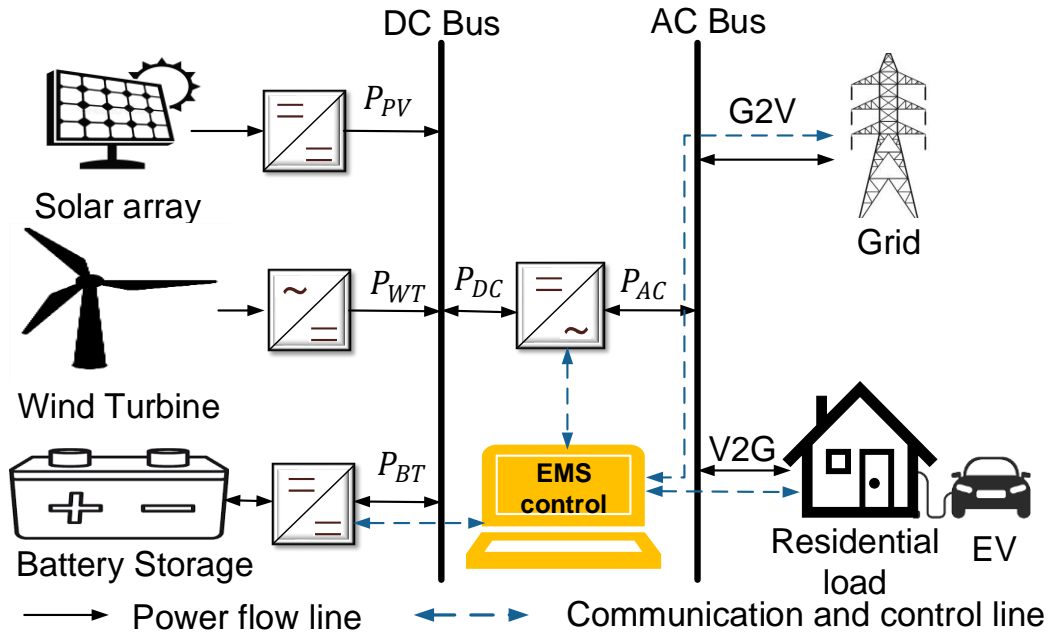 DC Bus
AC Bus
P_PV
G2V
Solar array
Grid
P_WT
P_DC
P_AC
Wind Turbine
P_BT
EMS
control
V2G
Battery Storage
Residential
load
EV
Power flow line
Communication and control line